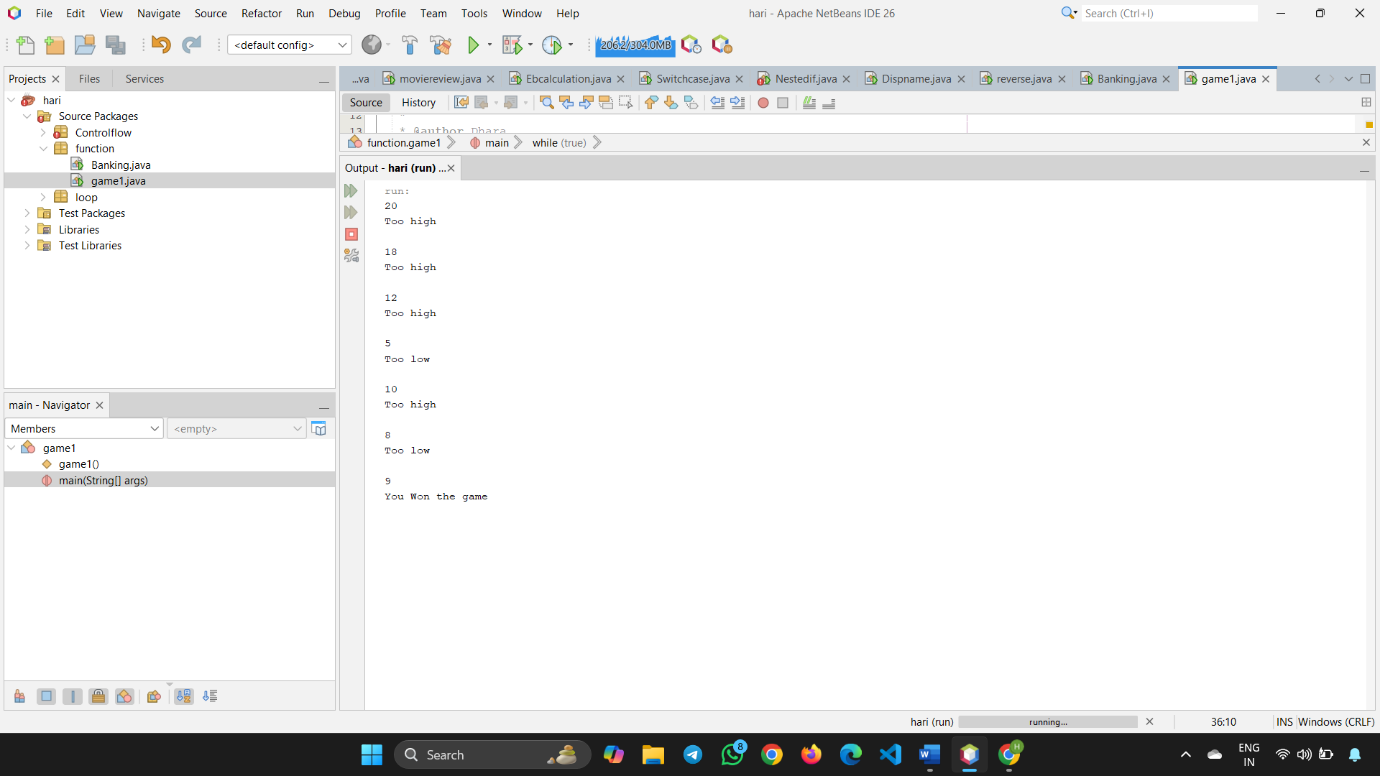 File Edit View Navigate Source Refactor Run Debug Profile Team Tools Window Help
hari - Apache NetBeans IDE 26
Search (Ctrl+I)
<default config>
206.2/304.0MB
Projects Files Services
hari
Source Packages
Controlflow
function
Banking.java
game1.java
loop
Test Packages
Libraries
Test Libraries
...va moviereview.java Ebcalculation.java Switchcase.java Nestedif.java Dispname.java reverse.java Banking.java game1.java
Source History
12 *
13 * @author Dhara
function.game1 main while (true)
Output - hari (run) ...
run:
20
Too high
18
Too high
12
Too high
5
Too low
10
Too high
8
Too low
9
You Won the game
main - Navigator
Members <empty>
game1
game1()
main(String[] args)
hari (run) running... 36:10 INS Windows (CRLF)
Search
8
H
ENG
IN